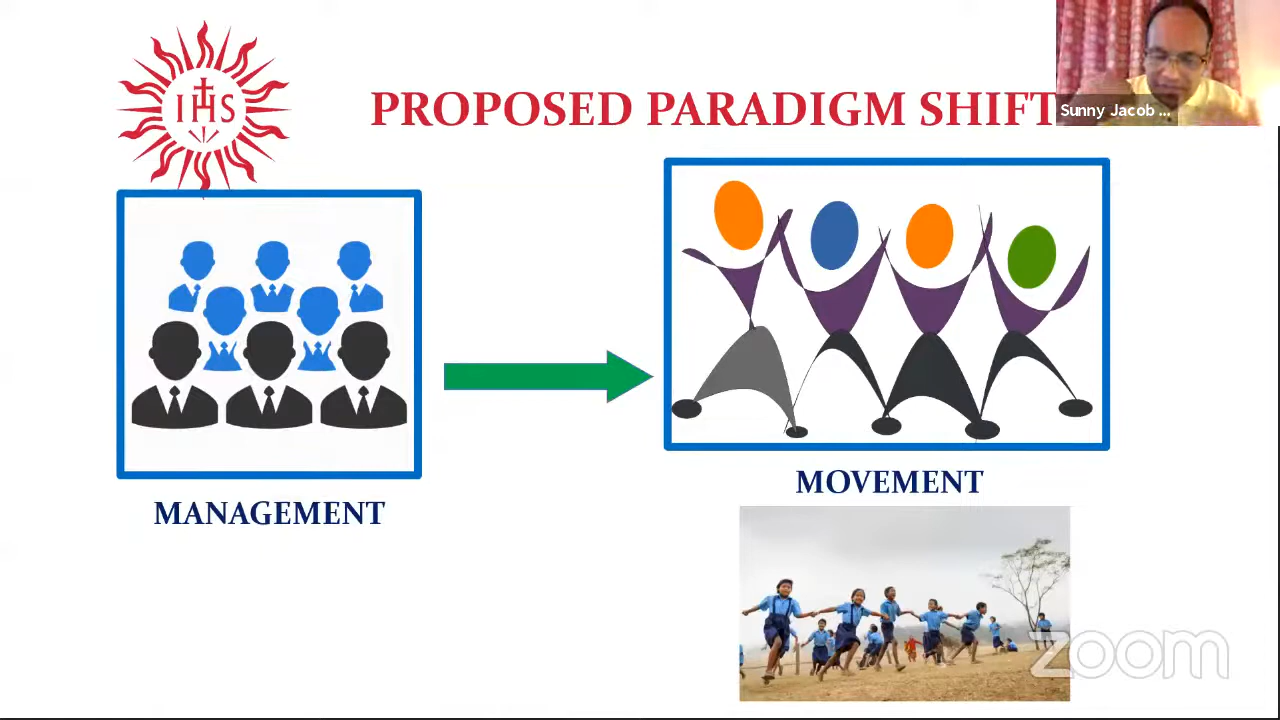 IHS
PROPOSED PARADIGM SHIFT
Sunny Jacob ...
MANAGEMENT
MOVEMENT
zoom